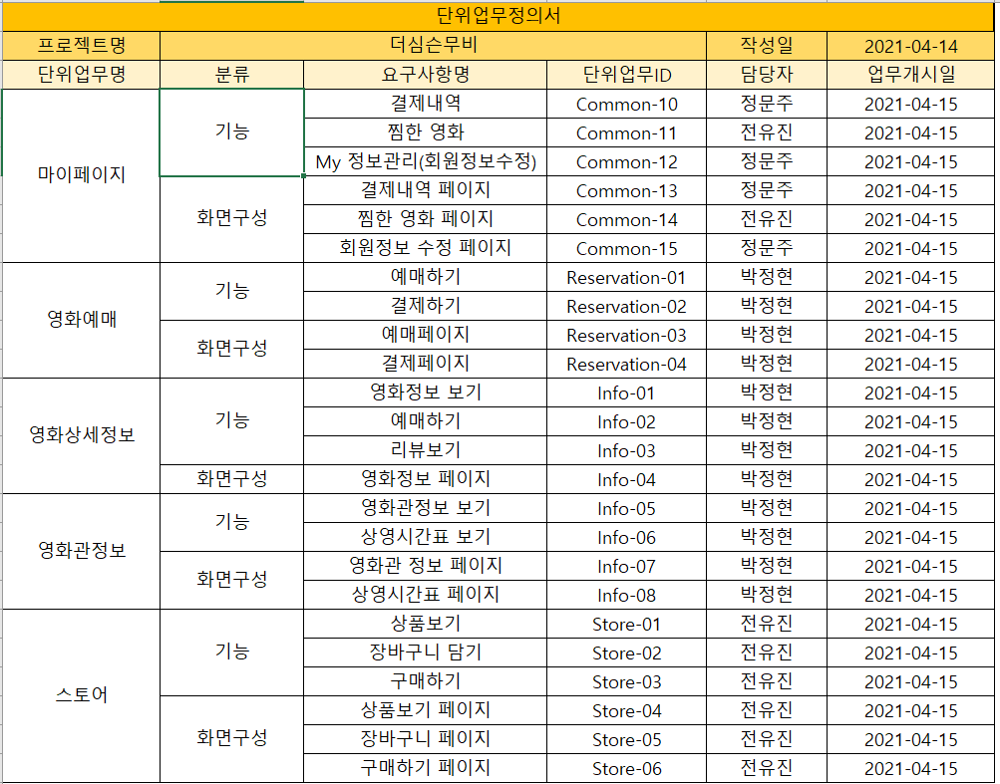 단위업무정의서
프로젝트명 더심슨무비 작성일 2021-04-14
단위업무명 분류 요구사항명 단위업무ID 담당자 업무개시일
마이페이지 기능 결제내역 Common-10 정문주 2021-04-15
찜한 영화 Common-11 전유진 2021-04-15
My 정보관리(회원정보수정) Common-12 정문주 2021-04-15
화면구성 결제내역 페이지 Common-13 정문주 2021-04-15
찜한 영화 페이지 Common-14 전유진 2021-04-15
회원정보 수정 페이지 Common-15 정문주 2021-04-15
영화예매 기능 예매하기 Reservation-01 박정현 2021-04-15
결제하기 Reservation-02 박정현 2021-04-15
화면구성 예매페이지 Reservation-03 박정현 2021-04-15
결제페이지 Reservation-04 박정현 2021-04-15
영화상세정보 기능 영화정보 보기 Info-01 박정현 2021-04-15
예매하기 Info-02 박정현 2021-04-15
리뷰보기 Info-03 박정현 2021-04-15
화면구성 영화정보 페이지 Info-04 박정현 2021-04-15
영화관정보 기능 영화관정보 보기 Info-05 박정현 2021-04-15
상영시간표 보기 Info-06 박정현 2021-04-15
화면구성 영화관 정보 페이지 Info-07 박정현 2021-04-15
상영시간표 페이지 Info-08 박정현 2021-04-15
스토어 기능 상품보기 Store-01 전유진 2021-04-15
장바구니 담기 Store-02 전유진 2021-04-15
구매하기 Store-03 전유진 2021-04-15
화면구성 상품보기 페이지 Store-04 전유진 2021-04-15
장바구니 페이지 Store-05 전유진 2021-04-15
구매하기 페이지 Store-06 전유진 2021-04-15